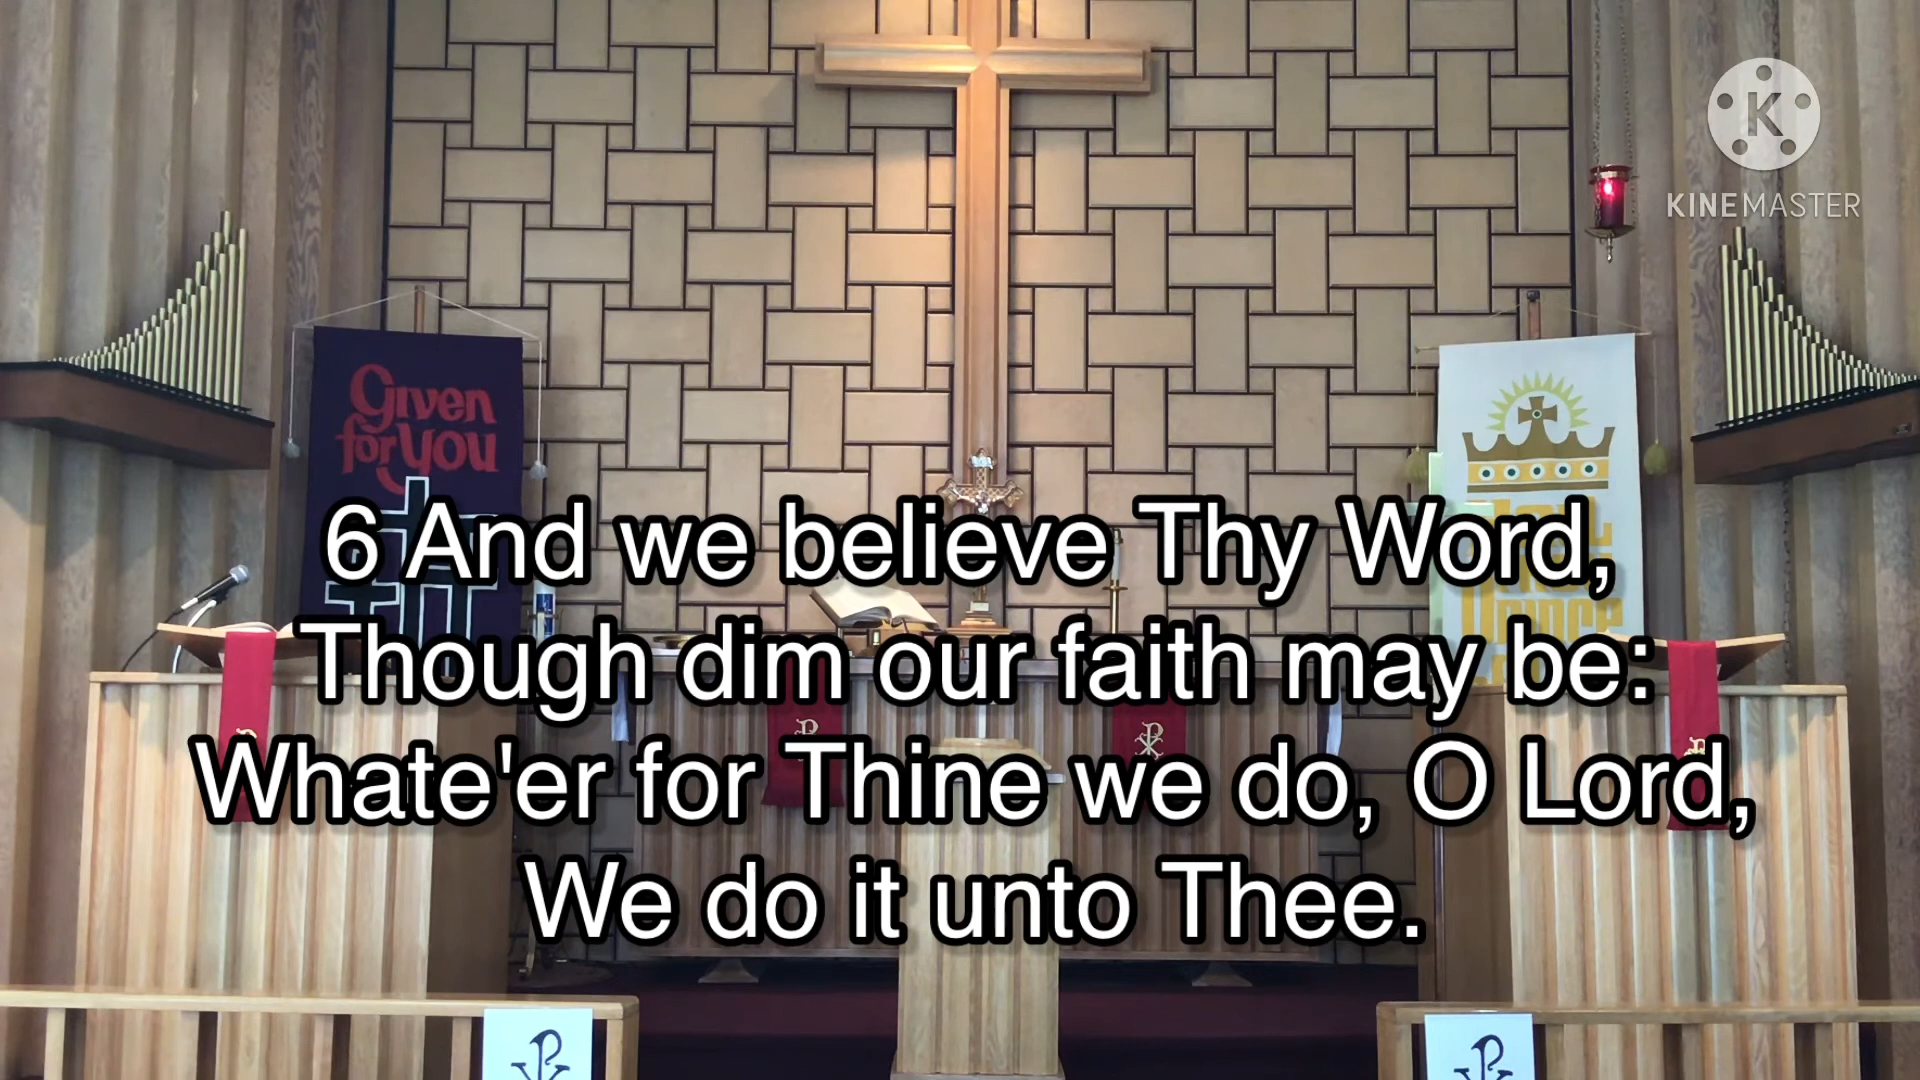 KINEMASTER
Given
for you
6 And we believe Thy Word,
Though dim our faith may be:
Whate'er for Thine we do, O Lord,
We do it unto Thee.